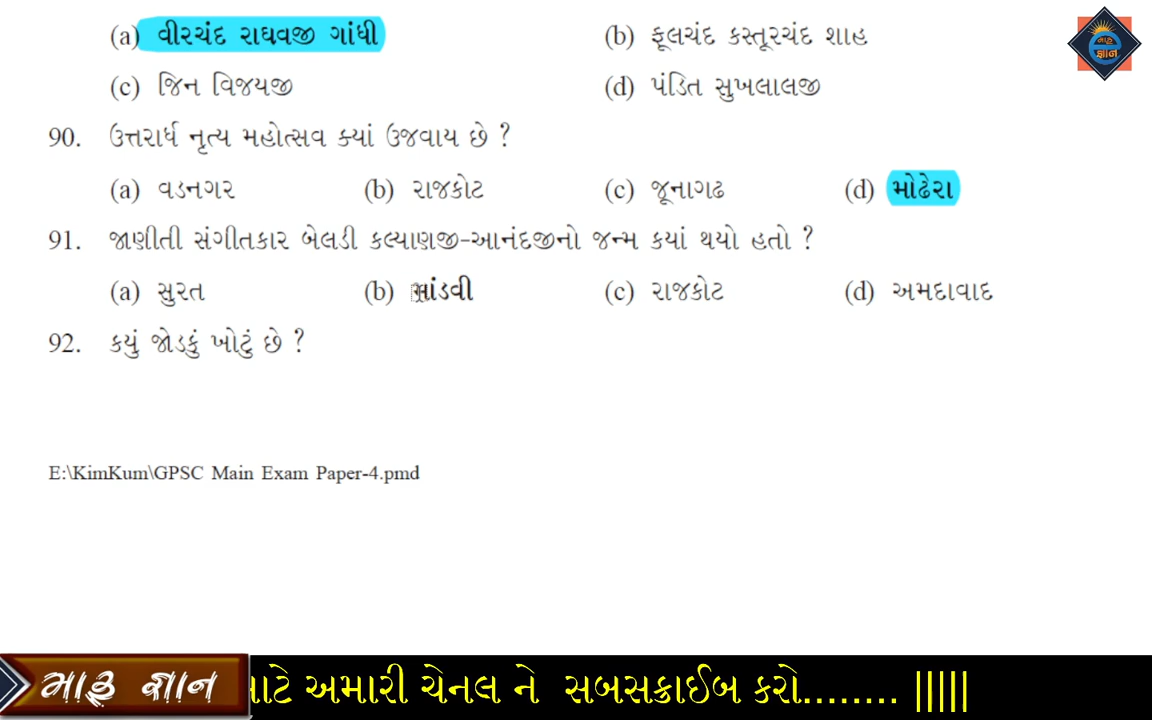 (a) વીરચંદ રાઘવજી ગાંધી (b) ફૂલચંદ કસ્તૂરચંદ શાહ
(c) જિન વિજયજી (d) પંડિત સુખલાલજી
90. ઉત્તરાર્ધ નૃત્ય મહોત્સવ ક્યાં ઉજવાય છે ?
(a) વડનગર (b) રાજકોટ (c) જૂનાગઢ (d) મોઢેરા
91. જાણીતી સંગીતકાર બેલડી કલ્યાણજી-આનંદજીનો જન્મ કયાં થયો હતો ?
(a) સુરત (b) માંડવી (c) રાજકોટ (d) અમદાવાદ
92. કયું જોડકું ખોટું છે ?
E:\KimKum\GPSC Main Exam Paper-4.pmd
મારૂ જ્ઞાન માટે અમારી ચેનલ ને સબસક્રાઈબ કરો........ |||||